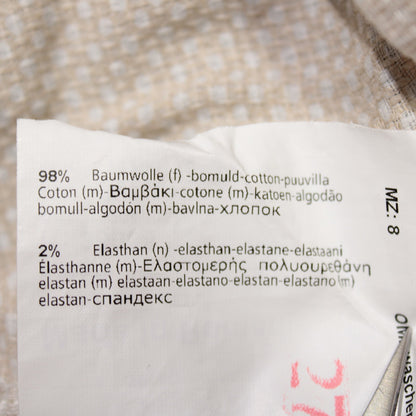 98% Baumwolle (f) -bomuld-cotton-puuvilla
Coton (m)-Βαμβάκι-cotone (m)-katoen-algodão
bomull-algodón (m)-bavlna-хлопок
2% Elasthan (n) -elasthan-elastane-elastaani
Élasthanne (m)-Ελαστομερής πολυουρεθάνη
elastan (m) elastaan-elastano-elastan-elastano(m)
elastan-спандекс
MZ: 8